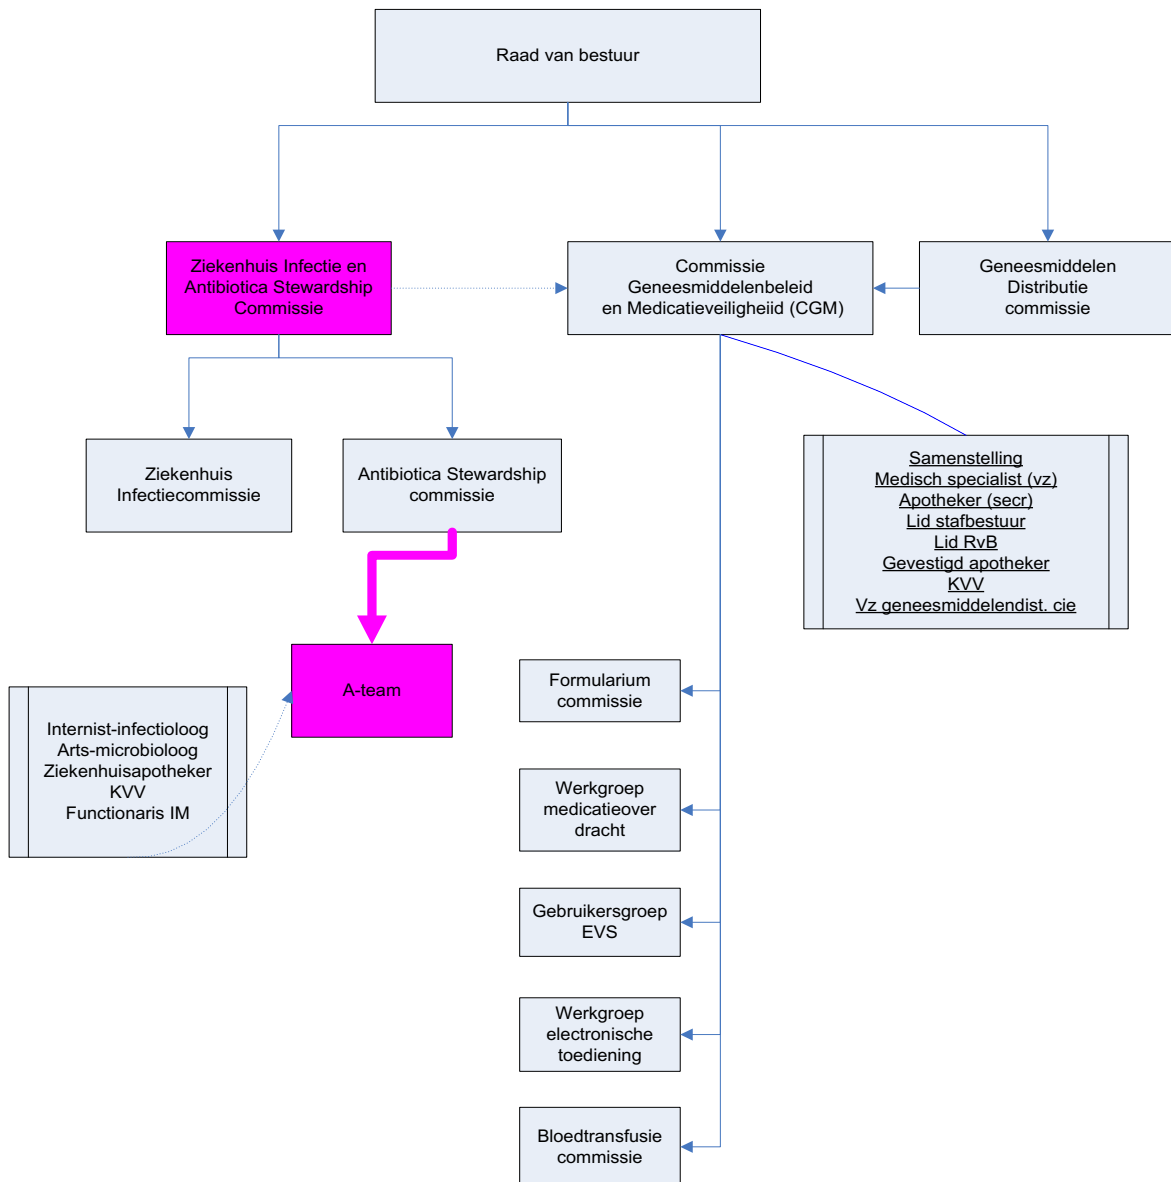 Raad van bestuur
Ziekenhuis Infectie en
Antibiotica Stewardship
Commissie
Commissie
Geneesmiddelenbeleid
en Medicatieveiligheiid (CGM)
Geneesmiddelen
Distributie
commissie
Ziekenhuis
Infectiecommissie
Antibiotica Stewardship
commissie
Samenstelling
Medisch specialist (vz)
Apotheker (secr)
Lid stafbestuur
Lid RvB
Gevestigd apotheker
KVV
Vz geneesmiddelendist. cie
A-team
Internist-infectioloog
Arts-microbioloog
Ziekenhuisapotheker
KVV
Functionaris IM
Formularium
commissie
Werkgroep
medicatieover
dracht
Gebruikersgroep
EVS
Werkgroep
electronische
toediening
Bloedtransfusie
commissie